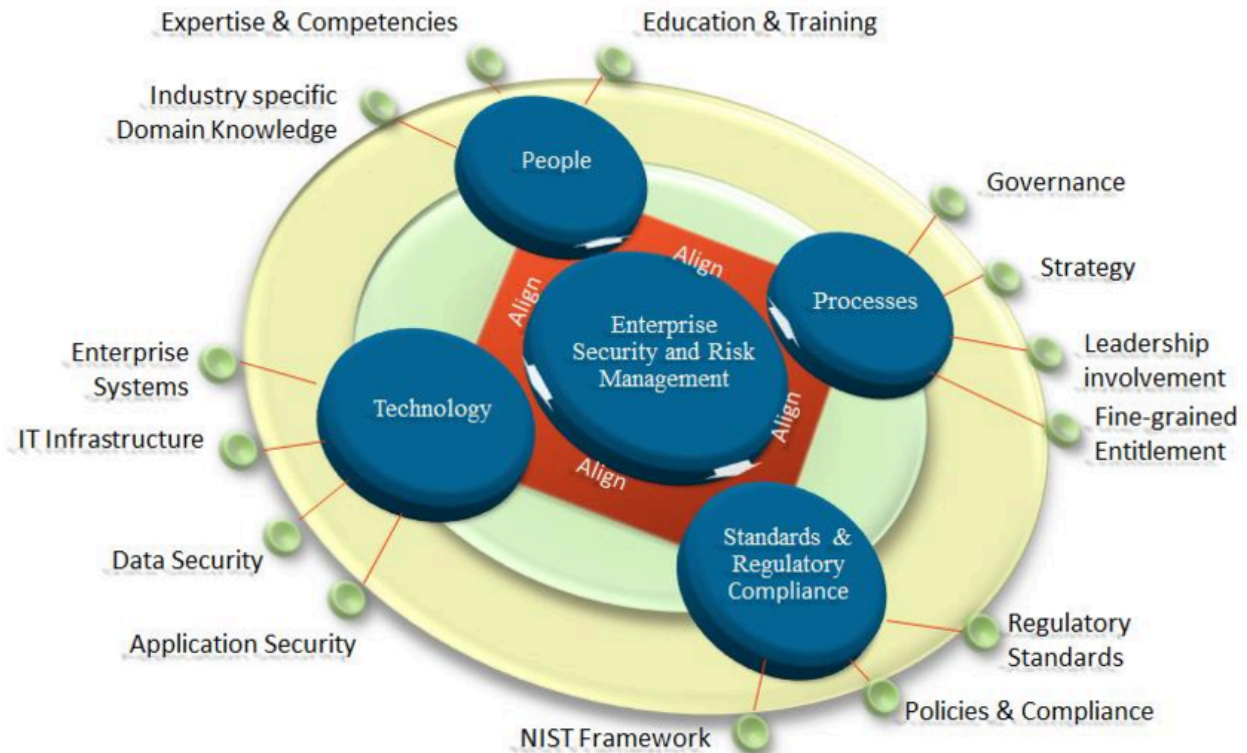 Expertise & Competencies
Education & Training
Industry specific
Domain Knowledge
People
Governance
Strategy
Processes
Leadership
involvement
Fine-grained
Entitlement
Align
Align
Align
Align
Enterprise
Security and Risk
Management
Enterprise
Systems
Technology
IT Infrastructure
Data Security
Application Security
Standards &
Regulatory
Compliance
Regulatory
Standards
Policies & Compliance
NIST Framework